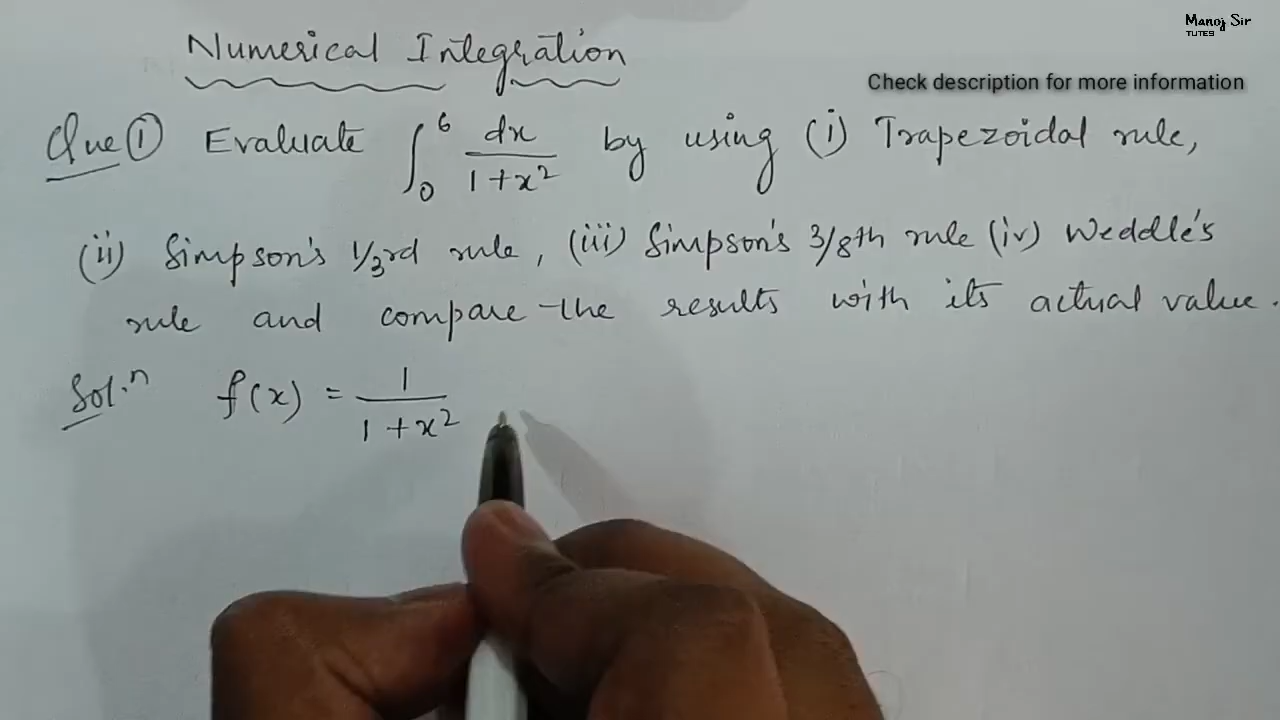 Manoj Sir
TUTES
Numerical Integration
Check description for more information
Que ① Evaluate ∫₀⁶ dx/(1+x²) by using (i) Trapezoidal rule,
(ii) Simpson's 1/3rd rule, (iii) Simpson's 3/8th rule (iv) Weddle's
rule and compare the results with its actual value.
Sol.ⁿ f(x) = 1/(1+x²)